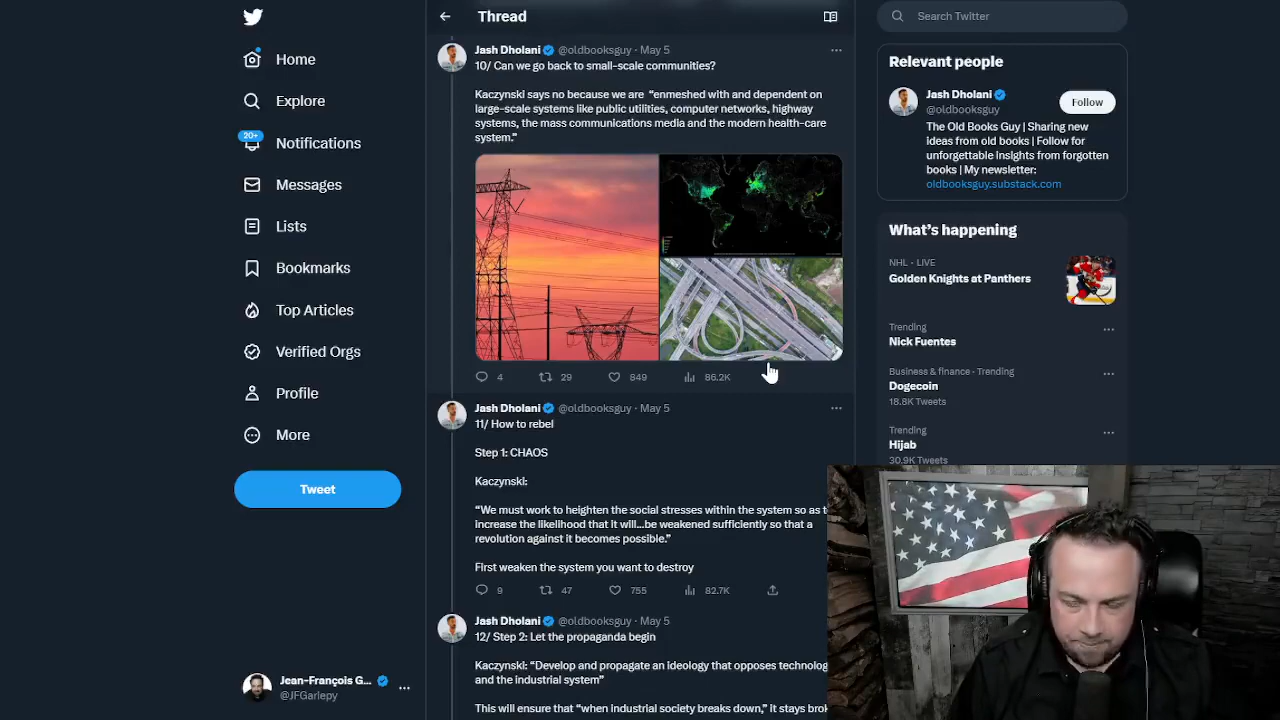 Home
Explore
20+
Notifications
Messages
Lists
Bookmarks
Top Articles
Verified Orgs
Profile
More
Tweet
Jean-François G...
@JFGarlepy
Thread
Jash Dholani @oldbooksguy · May 5
10/ Can we go back to small-scale communities?
Kaczynski says no because we are “enmeshed with and dependent on
large-scale systems like public utilities, computer networks, highway
systems, the mass communications media and the modern health-care
system.”
4 29 849 86.2K
Jash Dholani @oldbooksguy · May 5
11/ How to rebel
Step 1: CHAOS
Kaczynski:
“We must work to heighten the social stresses within the system so as
increase the likelihood that it will...be weakened sufficiently so that a
revolution against it becomes possible.”
First weaken the system you want to destroy
9 47 755 82.7K
Jash Dholani @oldbooksguy · May 5
12/ Step 2: Let the propaganda begin
Kaczynski: “Develop and propagate an ideology that opposes technolog
and the industrial system”
This will ensure that “when industrial society breaks down,” it stays
Search Twitter
Relevant people
Jash Dholani
@oldbooksguy
Follow
The Old Books Guy | Sharing new
ideas from old books | Follow for
unforgettable insights from forgotten
books | My newsletter:
oldbooksguy.substack.com
What’s happening
NHL · LIVE
Golden Knights at Panthers
Trending
Nick Fuentes
Business & finance · Trending
Dogecoin
18.8K Tweets
Trending
Hijab
30.9K Tweets